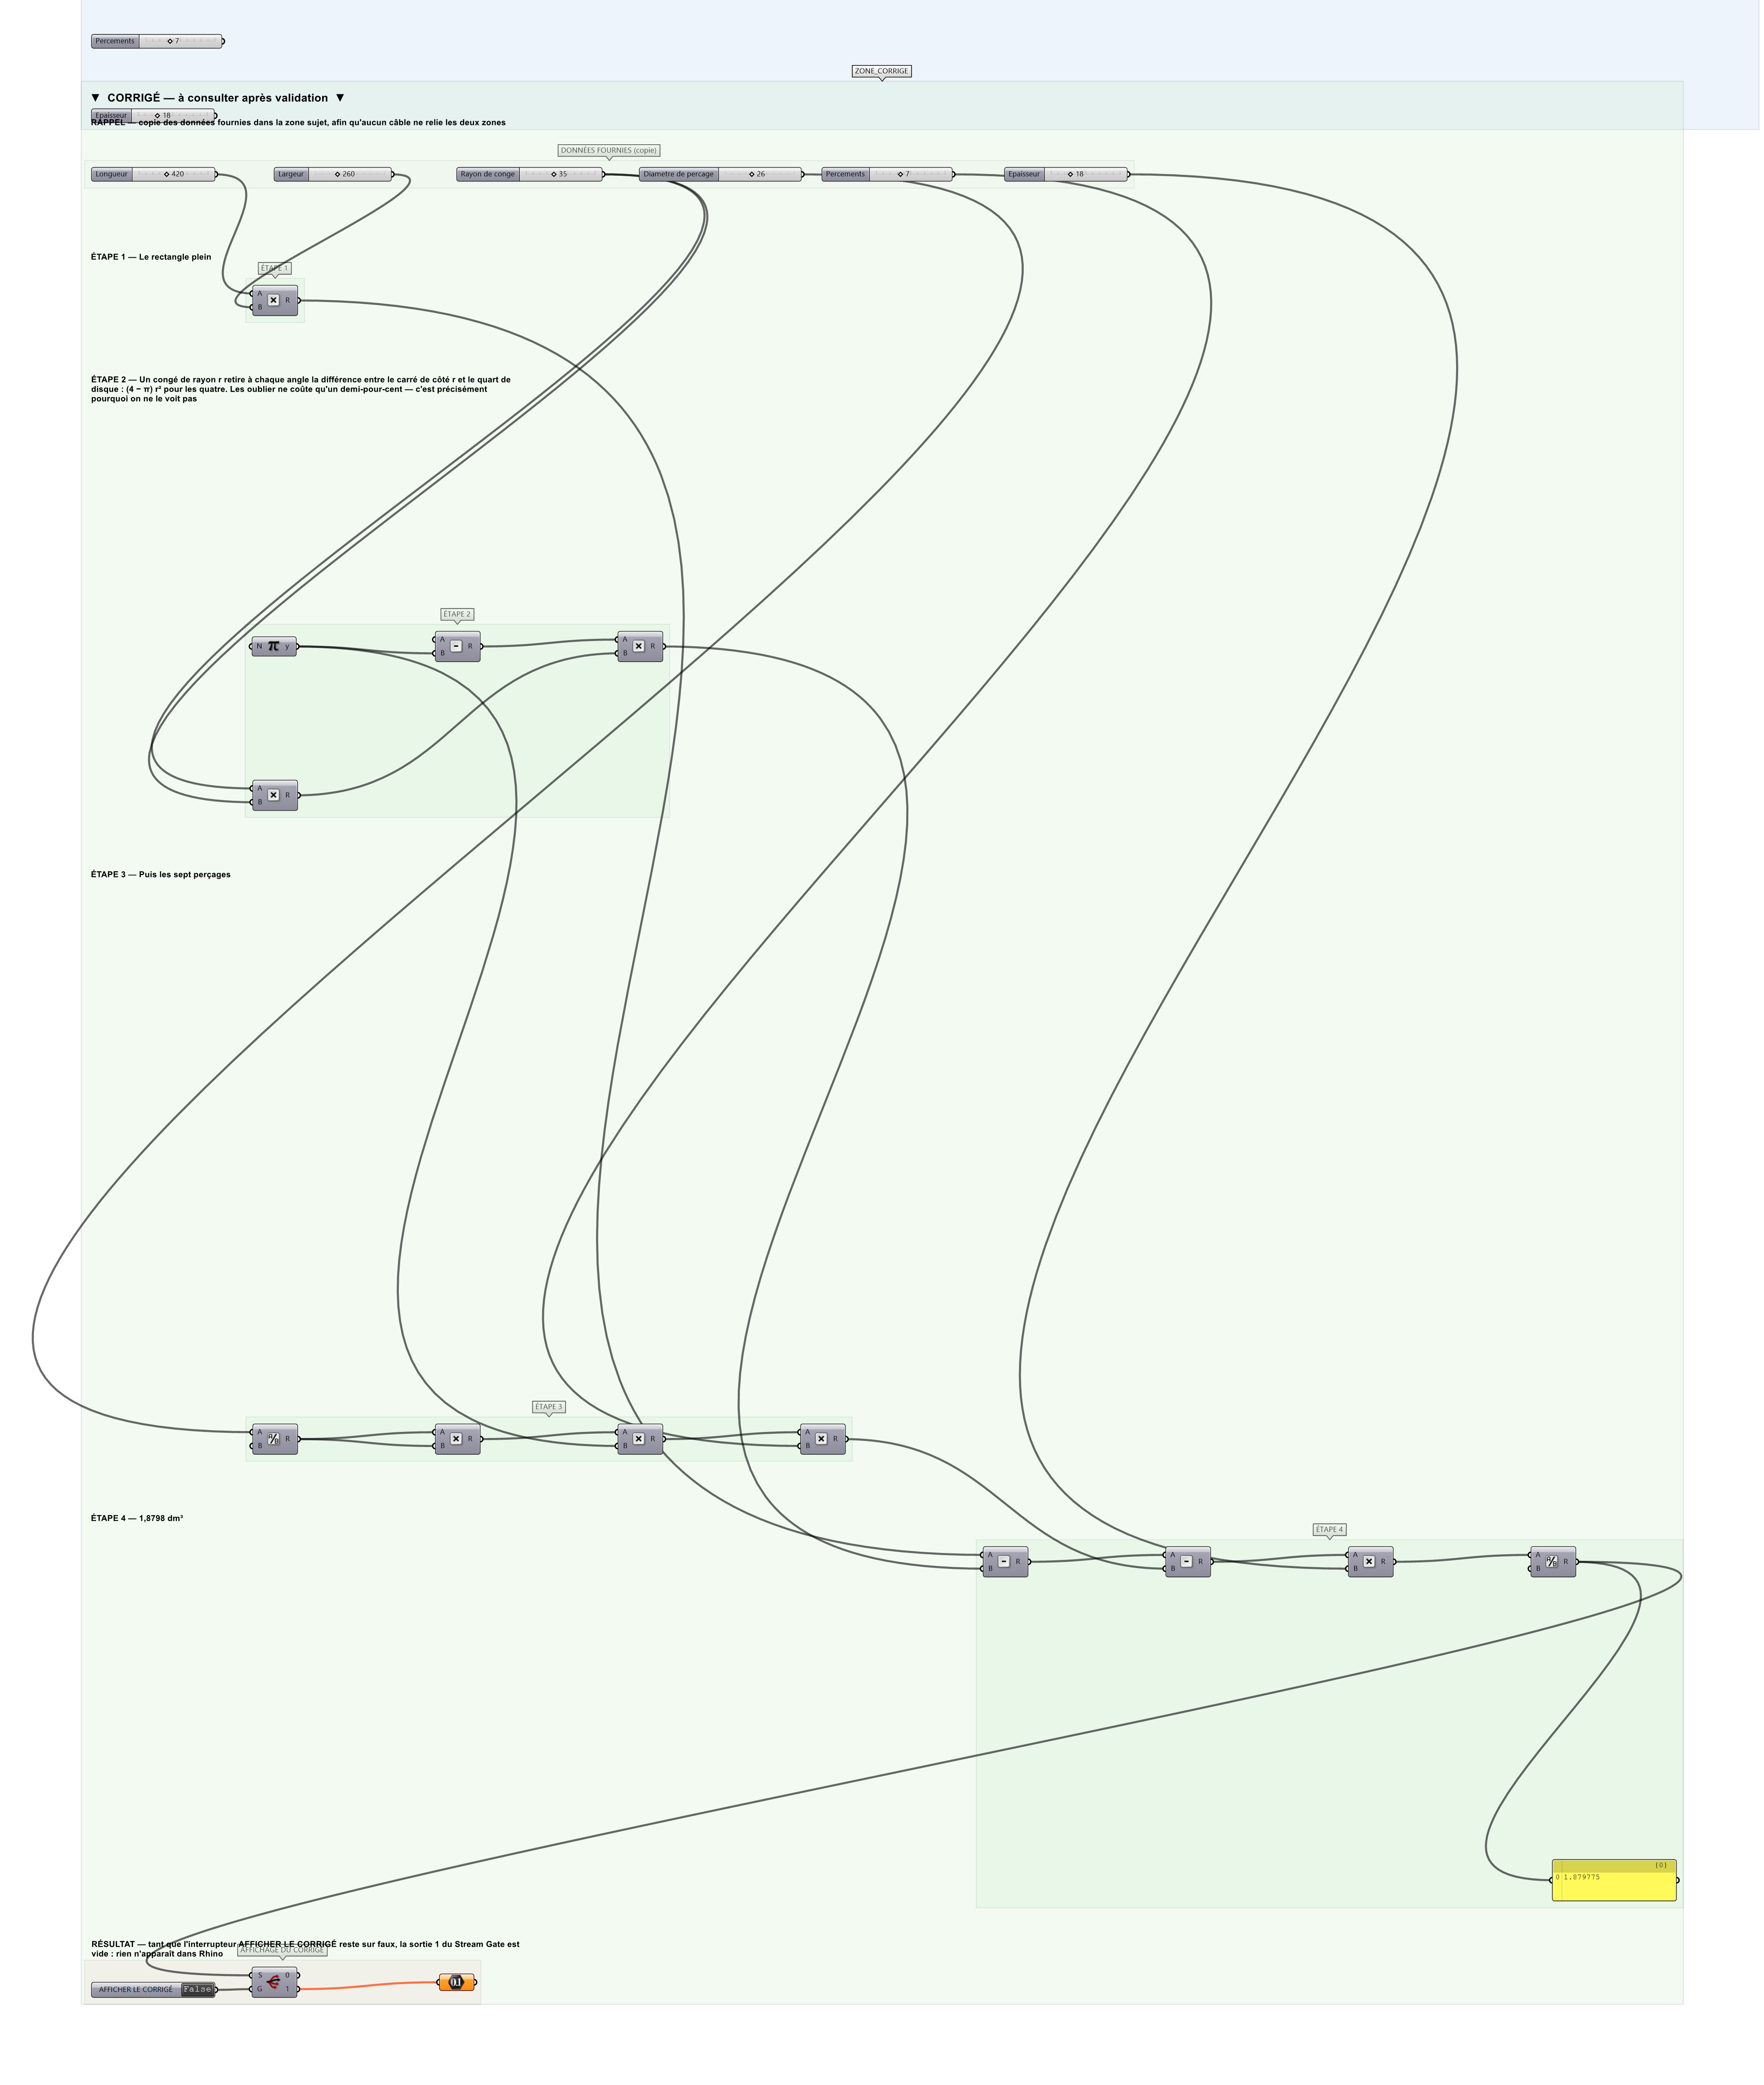 Percements 7
ZONE_CORRIGE
▼ CORRIGÉ — à consulter après validation ▼
Epaisseur 18
RAPPEL — copie des données fournies dans la zone sujet, afin qu'aucun câble ne relie les deux zones
DONNÉES FOURNIES (copie)
Longueur 420 Largeur 260 Rayon de conge 35 Diametre de percage 26 Percements 7 Epaisseur 18
ÉTAPE 1 — Le rectangle plein
ÉTAPE 1
A
B
R
ÉTAPE 2 — Un congé de rayon r retire à chaque angle la différence entre le carré de côté r et le quart de
disque : (4 − π) r² pour les quatre. Les oublier ne coûte qu'un demi-pour-cent — c'est précisément
pourquoi on ne le voit pas
ÉTAPE 2
N π y A B R A B R
A B R
ÉTAPE 3 — Puis les sept perçages
ÉTAPE 3
A B R A B R A B R A B R
ÉTAPE 4 — 1,8798 dm³
ÉTAPE 4
A B R A B R A B R A B R
{0}
0 1.879775
RÉSULTAT — tant que l'interrupteur AFFICHER LE CORRIGÉ reste sur faux, la sortie 1 du Stream Gate est
vide : rien n'apparaît dans Rhino
AFFICHAGE DU CORRIGÉ
S 0
G 1
AFFICHER LE CORRIGÉ False
0.1